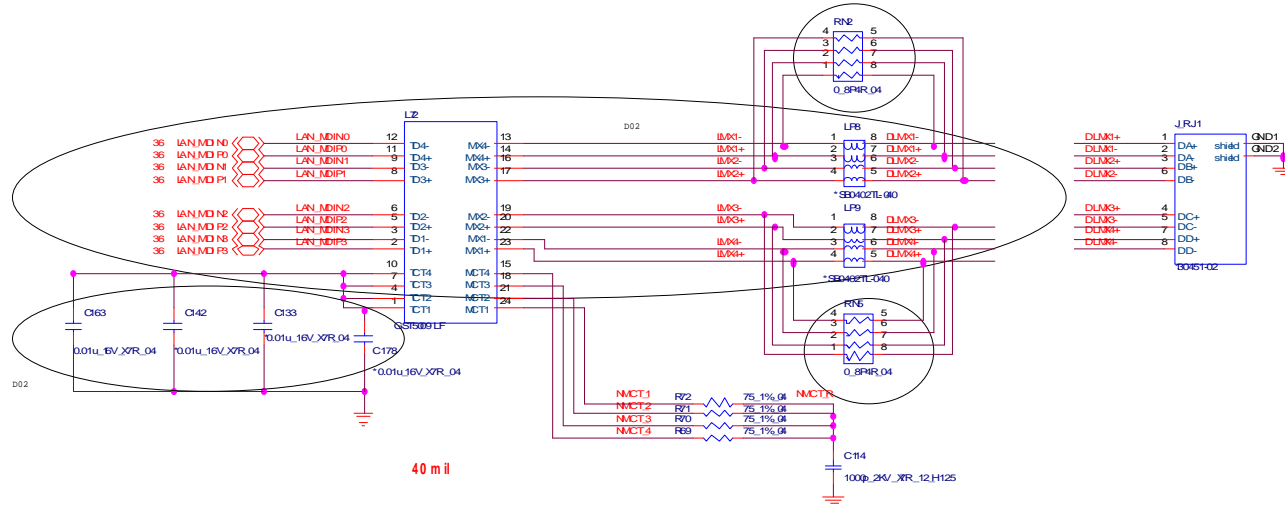 RN2
4 5
3 6
2 7
1 8
0_8P4R_04
L72
D02
J_RJ1
36 LAN_MDIN0 LAN_MDIN0 12 TD4- MX4- 13 LMX1- 1 LP8 8 DLMX1- DLMX1+ 1 DA+ shield GND1
36 LAN_MDIP0 LAN_MDIP0 11 TD4+ MX4+ 14 LMX1+ 2 7 DLMX1+ DLMX1- 2 DA- shield GND2
36 LAN_MDIN1 LAN_MDIN1 9 TD3- MX3- 16 LMX2- 3 6 DLMX2- DLMX2+ 3 DB+
36 LAN_MDIP1 LAN_MDIP1 8 TD3+ MX3+ 17 LMX2+ 4 5 DLMX2+ DLMX2- 6 DB-
*SB0402TL-040
36 LAN_MDIN2 LAN_MDIN2 6 TD2- MX2- 19 LMX3- LP9 DLMX3+ 4 DC+
36 LAN_MDIP2 LAN_MDIP2 5 TD2+ MX2+ 20 LMX3+ 1 8 DLMX3- DLMX3- 5 DC-
36 LAN_MDIN3 LAN_MDIN3 3 TD1- MX1- 22 LMX4- 2 7 DLMX3+ DLMX4+ 7 DD+
36 LAN_MDIP3 LAN_MDIP3 2 TD1+ MX1+ 23 LMX4+ 3 6 DLMX4- DLMX4- 8 DD-
4 5 DLMX4+
130451-02
*SB0402TL-040
10 TCT4 MCT4 15
7 TCT3 MCT3 18
4 TCT2 MCT2 21
1 TCT1 MCT1 24
GST5009 LF
RN5
4 5
3 6
2 7
1 8
0_8P4R_04
C163
0.01u_16V_X7R_04
C142
*0.01u_16V_X7R_04
C133
*0.01u_16V_X7R_04
C178
*0.01u_16V_X7R_04
D02
NMCT_1 R72 75_1%_04 NMCT_R
NMCT_2 R71 75_1%_04
NMCT_3 R70 75_1%_04
NMCT_4 R69 75_1%_04
40 mil
C114
1000p_2KV_X7R_12_H125